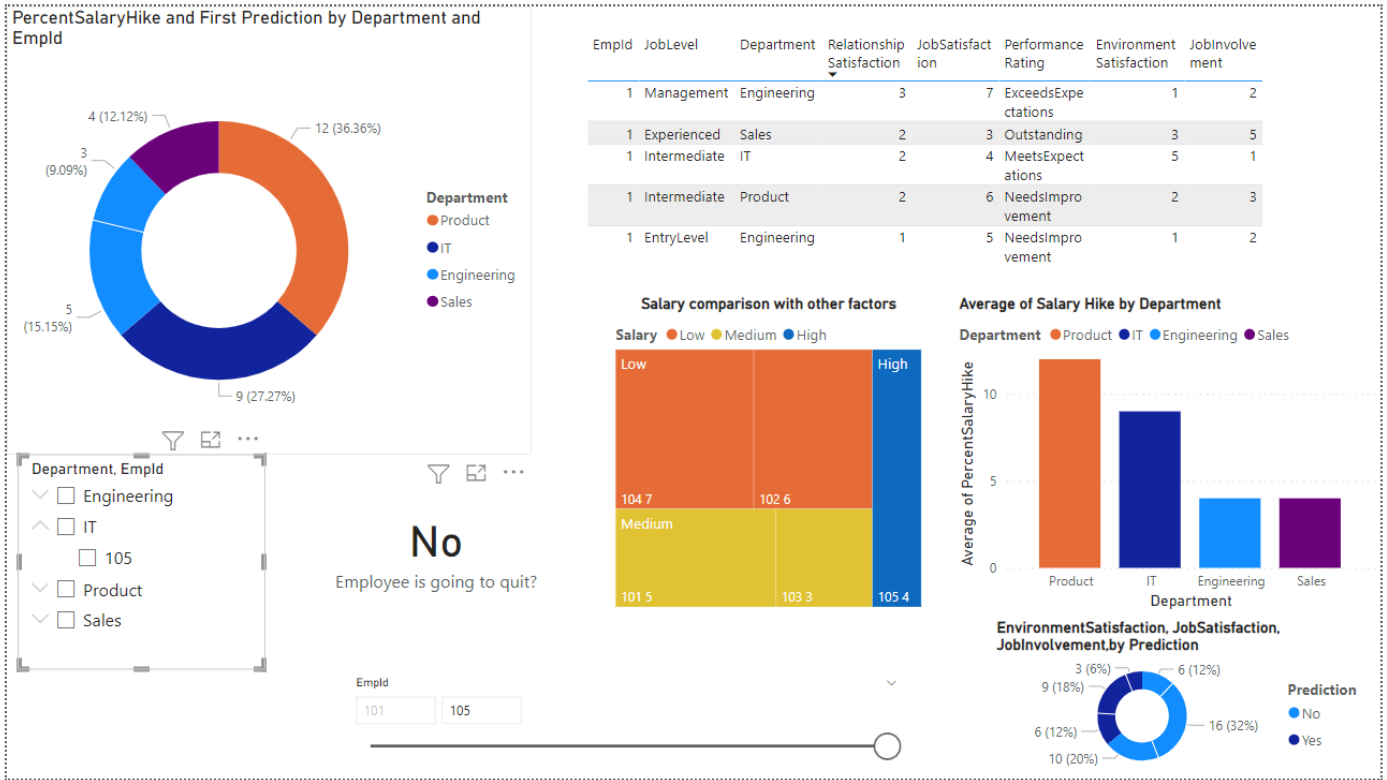 PercentSalaryHike and First Prediction by Department and
EmpId
4 (12.12%)
12 (36.36%)
3
(9.09%)
5
(15.15%)
9 (27.27%)
Department
Product
IT
Engineering
Sales
EmpId JobLevel Department Relationship JobSatisfact Performance Environment JobInvolve
Satisfaction ion Rating Satisfaction ment
1 Management Engineering 3 7 ExceedsExpe 1 2
ctations
1 Experienced Sales 2 3 Outstanding 3 5
1 Intermediate IT 2 4 MeetsExpect 5 1
ations
1 Intermediate Product 2 6 NeedsImpro 2 3
vement
1 EntryLevel Engineering 1 5 NeedsImpro 1 2
vement
Department, EmpId
Engineering
IT
105
Product
Sales
No
Employee is going to quit?
EmpId
101 105
Salary comparison with other factors
Salary Low Medium High
Low High
104 7 102 6
Medium
101 5 103 3 105 4
Average of Salary Hike by Department
Department Product IT Engineering Sales
Average of PercentSalaryHike
10
5
0
Product IT Engineering Sales
Department
EnvironmentSatisfaction, JobSatisfaction,
JobInvolvement,by Prediction
3 (6%) 6 (12%)
9 (18%)
16 (32%)
6 (12%)
10 (20%)
Prediction
No
Yes